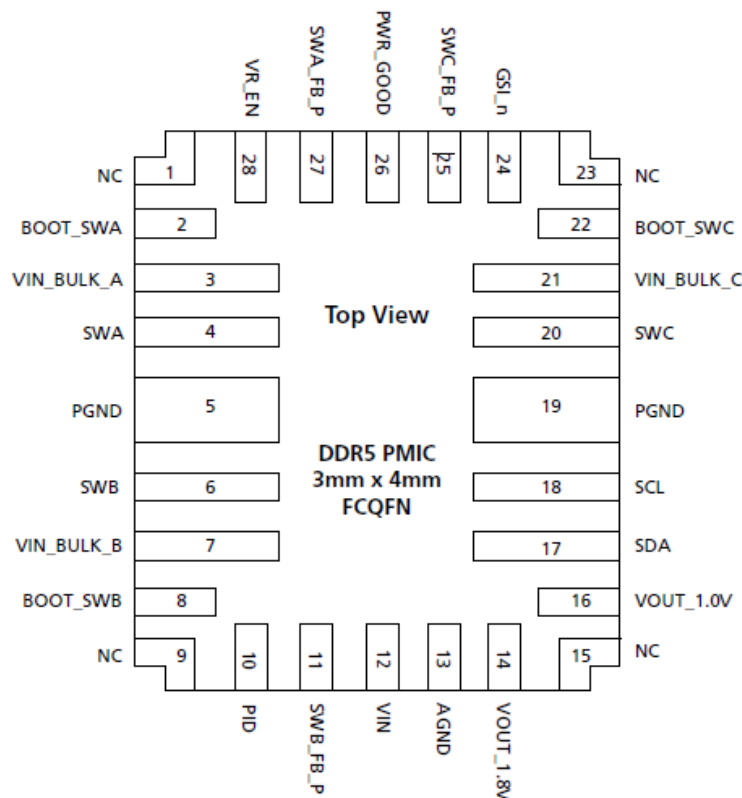 VR_EN
SWA_FB_P
PWR_GOOD
SWC_FB_P
GSI_n
28
27
26
25
24
NC
1
23
NC
BOOT_SWA
2
22
BOOT_SWC
VIN_BULK_A
3
21
VIN_BULK_C
Top View
SWA
4
20
SWC
PGND
5
19
PGND
DDR5 PMIC
3mm x 4mm
FCQFN
SWB
6
18
SCL
VIN_BULK_B
7
17
SDA
BOOT_SWB
8
16
VOUT_1.0V
NC
9
15
NC
10
11
12
13
14
PID
SWB_FB_P
VIN
AGND
VOUT_1.8V